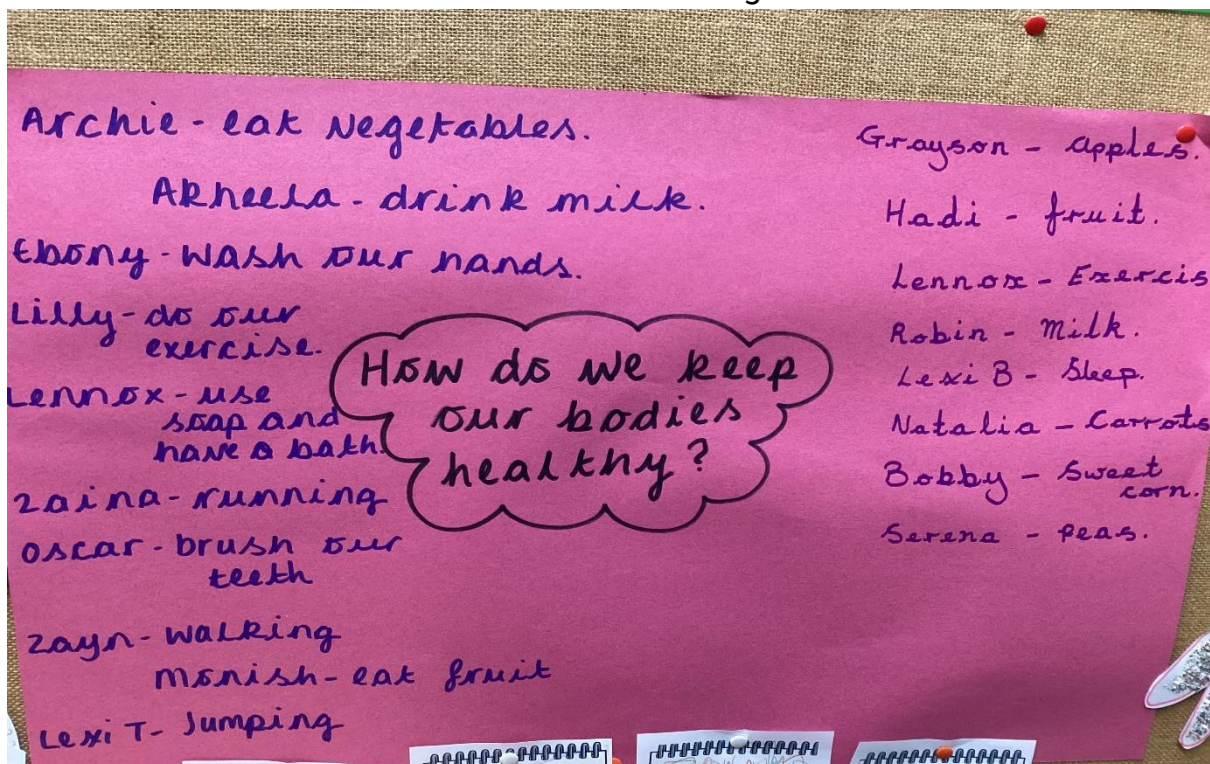 Archie - eat vegetables.
Akheela - drink milk.
Ebony - wash our hands.
Lilly - do our
exercise.
Lennox - use
soap and
have a bath.
Zaina - running
Oscar - brush our
teeth
Zayn - walking
Monish - eat fruit
Lexi T - Jumping
How do we keep
our bodies
healthy?
Grayson - apples.
Hadi - fruit.
Lennox - Exercis
Robin - Milk.
Lexi B - Sleep.
Natalia - Carrots
Bobby - Sweet
corn.
Serena - peas.